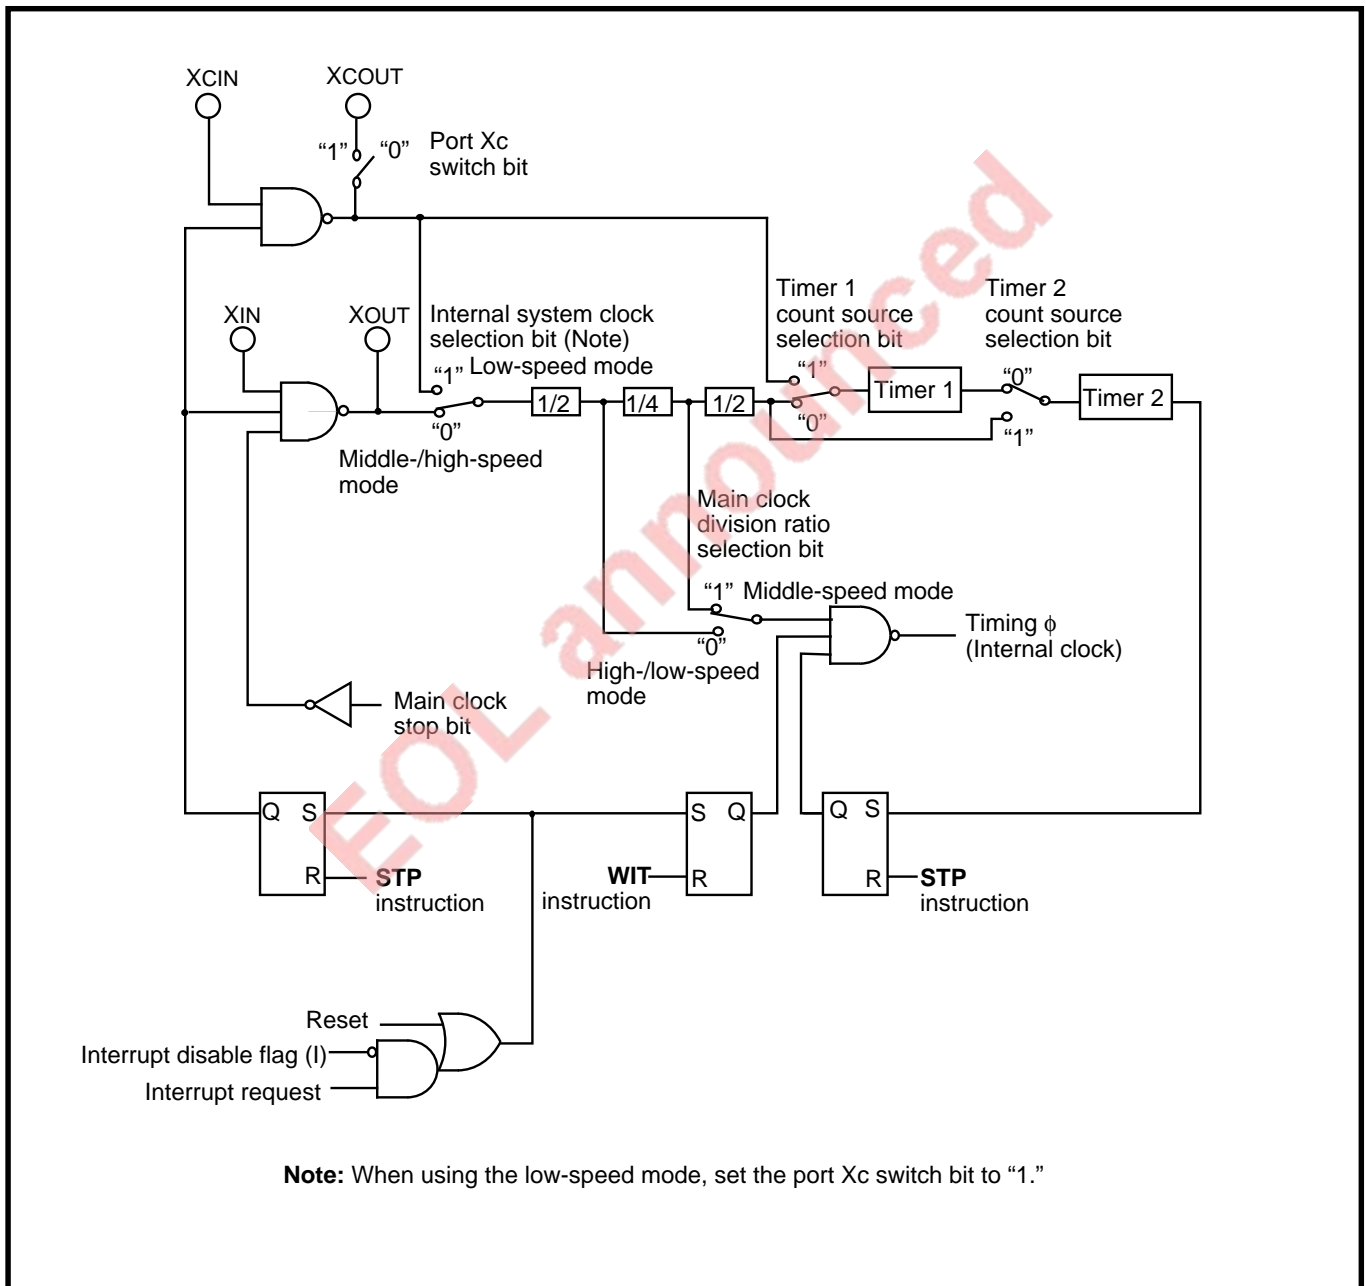 XCIN
XCOUT
“1” “0”
Port Xc
switch bit
XIN
XOUT
Internal system clock
selection bit (Note)
“1” Low-speed mode
“0”
Middle-/high-speed
mode
1/2
1/4
1/2
Timer 1
count source
selection bit
“1”
“0”
Timer 1
Timer 2
count source
selection bit
“0”
“1”
Timer 2
Main clock
division ratio
selection bit
“1” Middle-speed mode
“0”
High-/low-speed
mode
Timing ϕ
(Internal clock)
Main clock
stop bit
Q S
R
STP
instruction
S Q
R
WIT
instruction
Q S
R
STP
instruction
Reset
Interrupt disable flag (I)
Interrupt request
Note: When using the low-speed mode, set the port Xc switch bit to “1.”
EOL announced